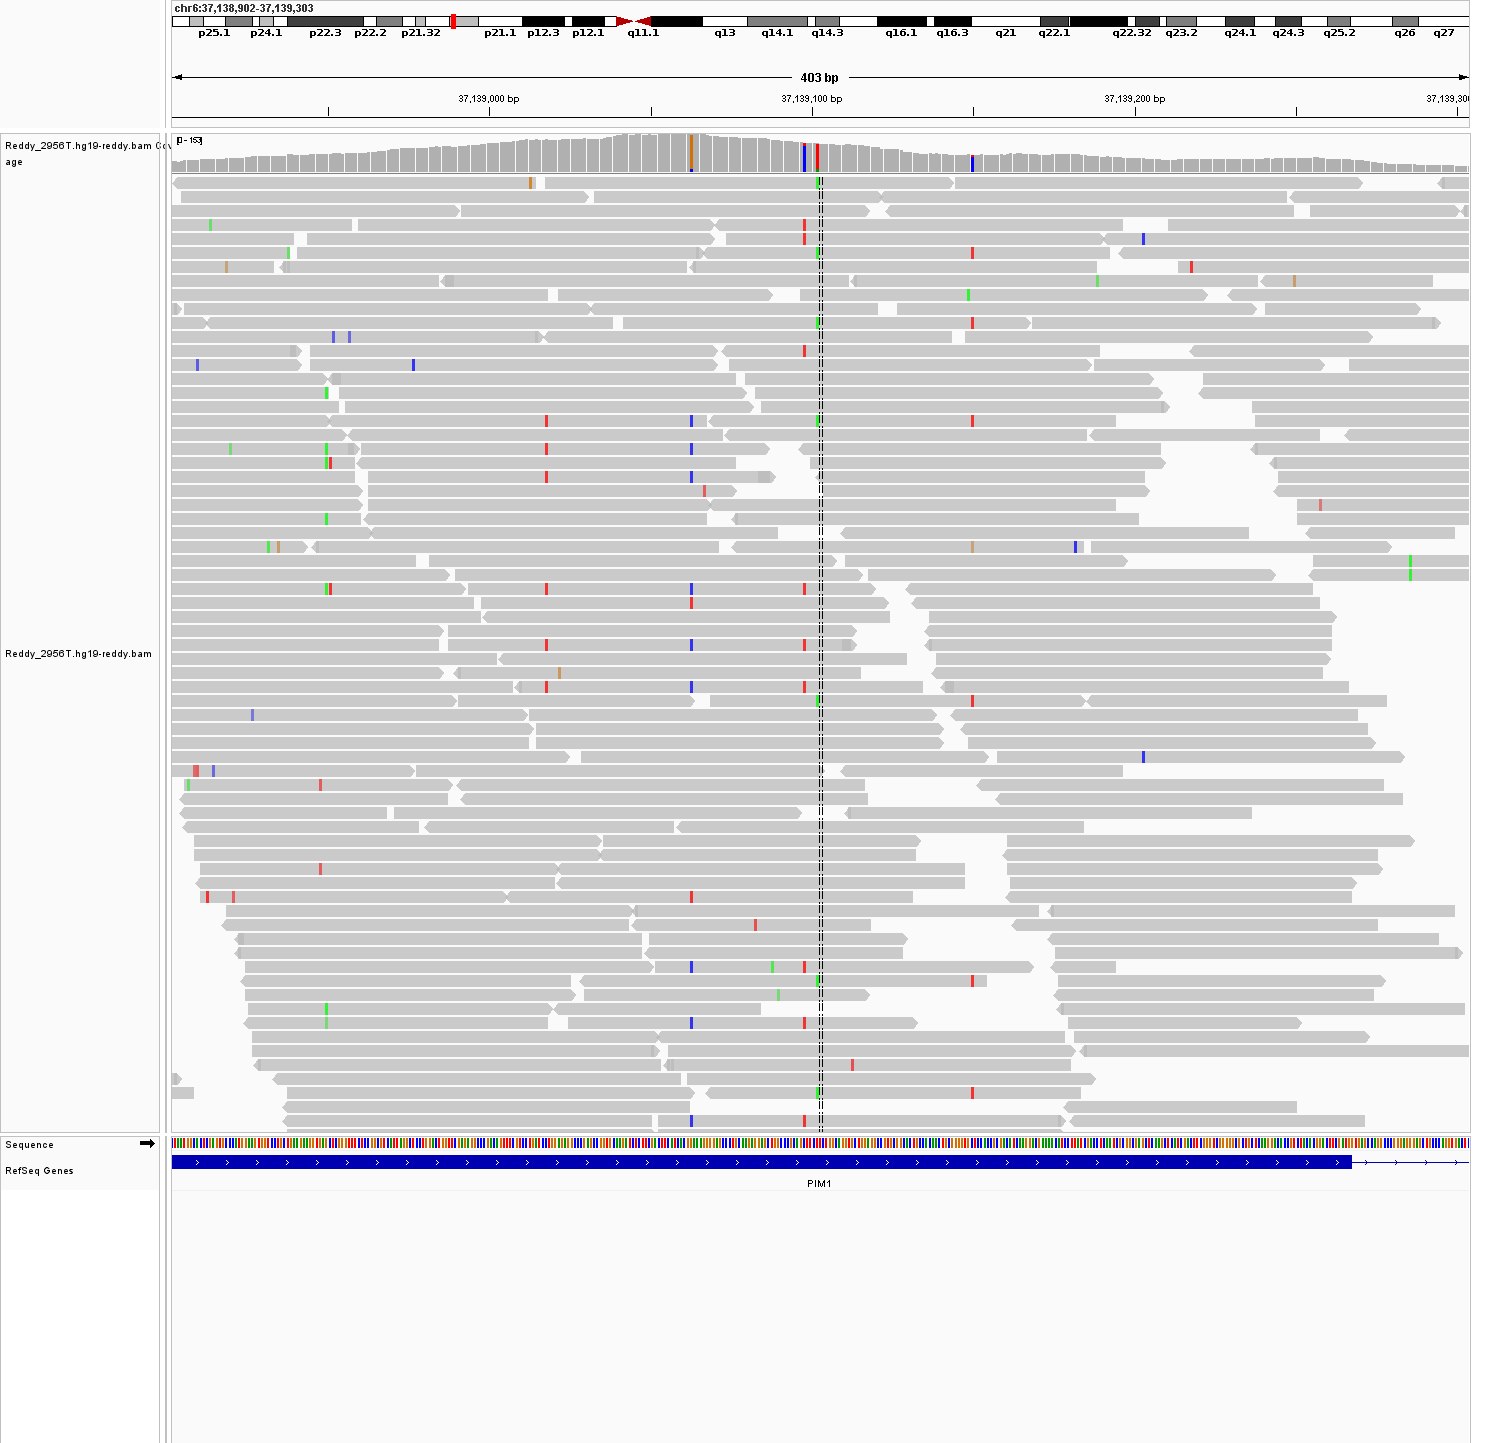 chr6:37,138,902-37,139,303
p25.1 p24.1 p22.3 p22.2 p21.32 p21.1 p12.3 p12.1 q11.1 q13 q14.1 q14.3 q16.1 q16.3 q21 q22.1 q22.32 q23.2 q24.1 q24.3 q25.2 q26 q27
403 bp
37,139,000 bp 37,139,100 bp 37,139,200 bp 37,139,300
[0 - 153]
Reddy_2956T.hg19-reddy.bam Cov
age
Reddy_2956T.hg19-reddy.bam
Sequence
RefSeq Genes
PIM1